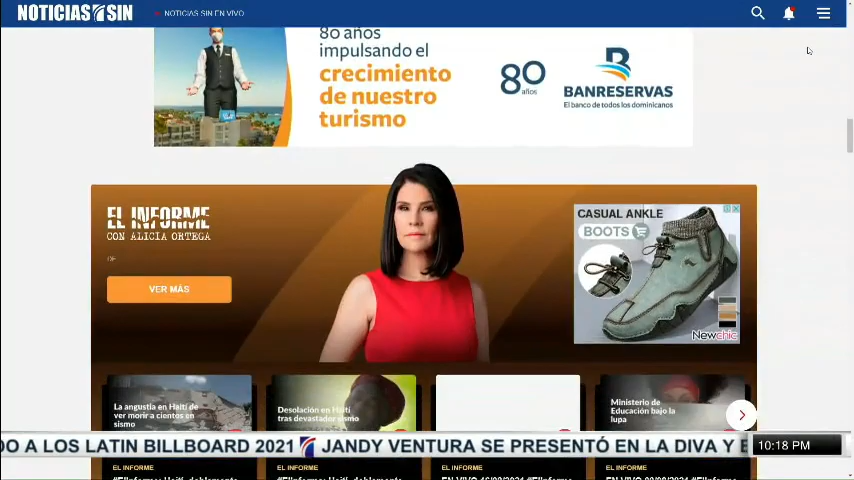 NOTICIAS SIN
NOTICIAS SIN EN VIVO
80 años
impulsando el
crecimiento
de nuestro
turismo
80
años
BANRESERVAS
El banco de todos los dominicanos
EL INFORME
CON ALICIA ORTEGA
VER MÁS
CASUAL ANKLE
BOOTS
Newchic
La angustia en Haití de
ver morir a cientos en
sismo
Desolación en Haití
tras devastador sismo
Ministerio de
Educación bajo la
lupa
DO A LOS LATIN BILLBOARD 2021 JANDY VENTURA SE PRESENTÓ EN LA DIVA Y E
10:18 PM
EL INFORME
EL INFORME
EL INFORME
EL INFORME